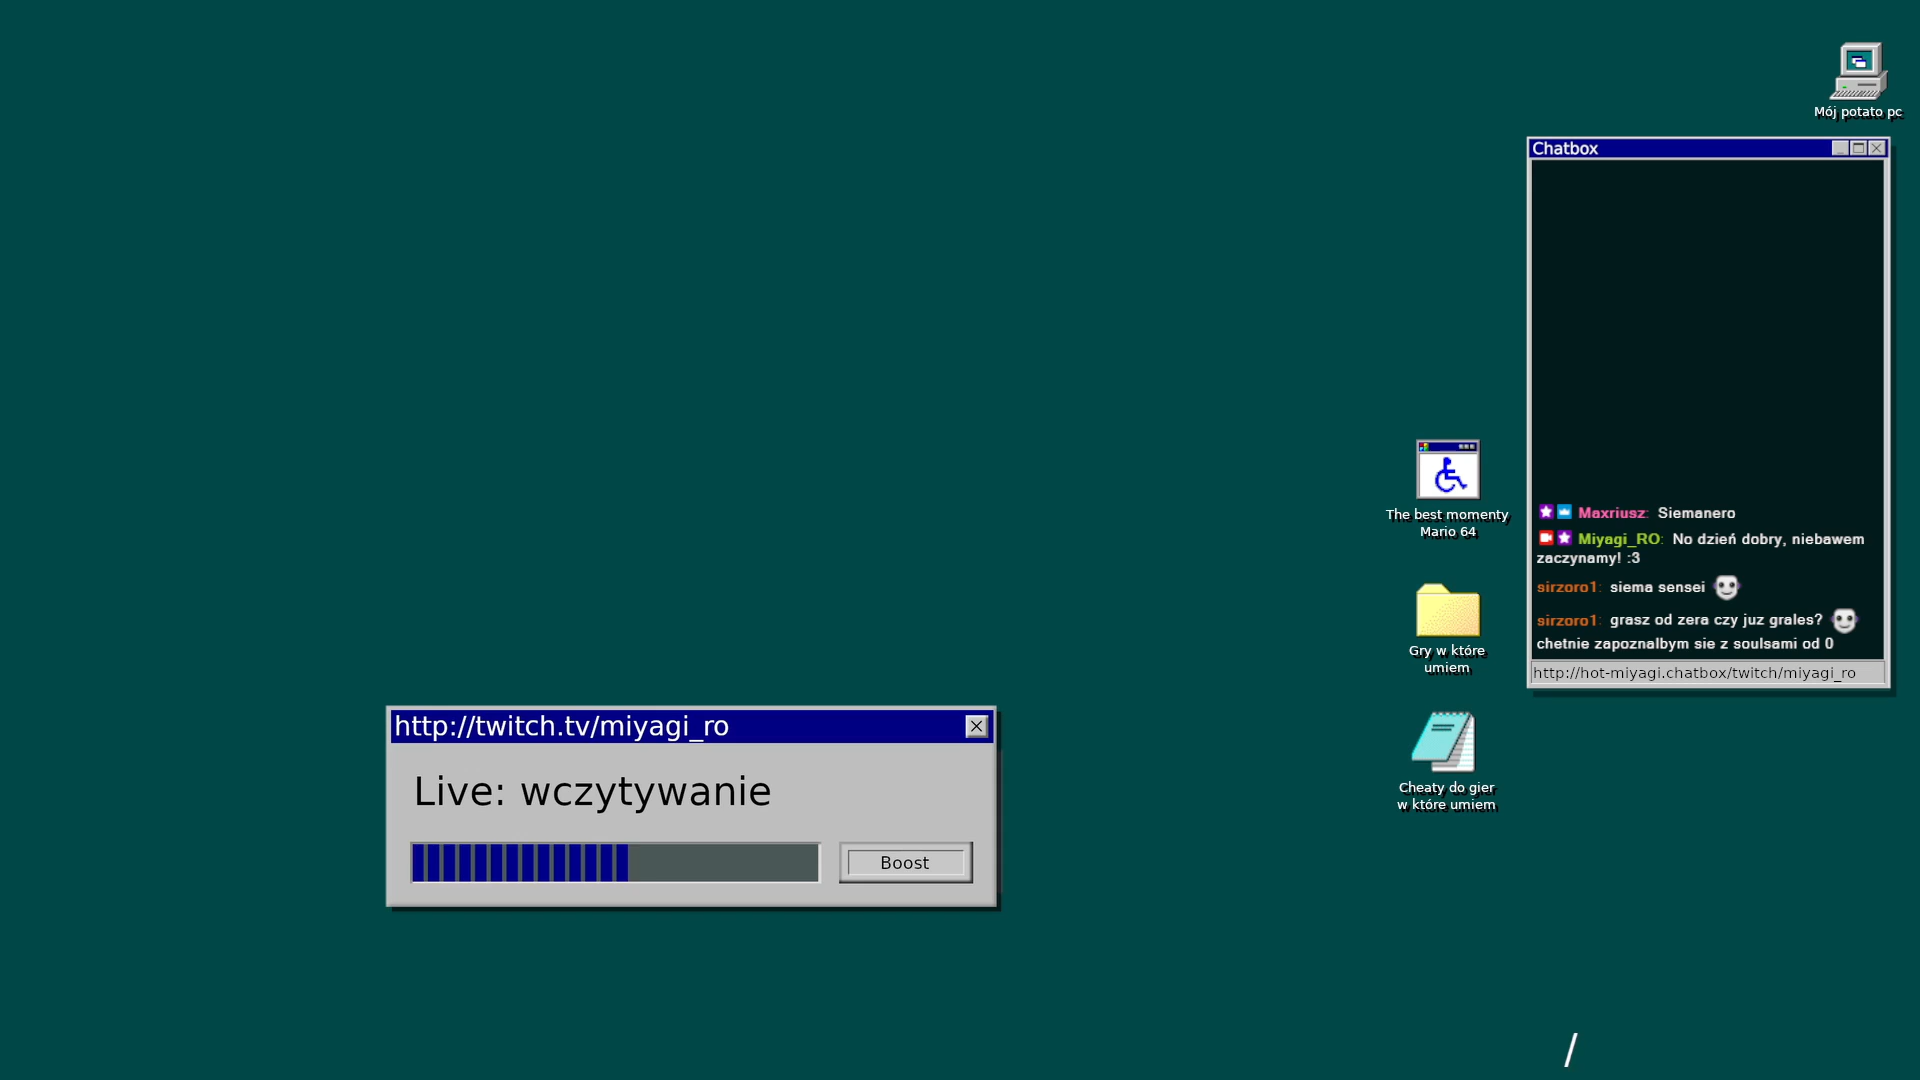 Mój potato pc
Chatbox
Maxriusz: Siemanero
Miyagi_RO: No dzień dobry, niebawem
zaczynamy! :3
sirzoro1: siema sensei
sirzoro1: grasz od zera czy juz grales?
chetnie zapoznalbym sie z soulsami od 0
http://hot-miyagi.chatbox/twitch/miyagi_ro
The best momenty
Mario 64
Gry w które
umiem
Cheaty do gier
w które umiem
http://twitch.tv/miyagi_ro
Live: wczytywanie
Boost
/